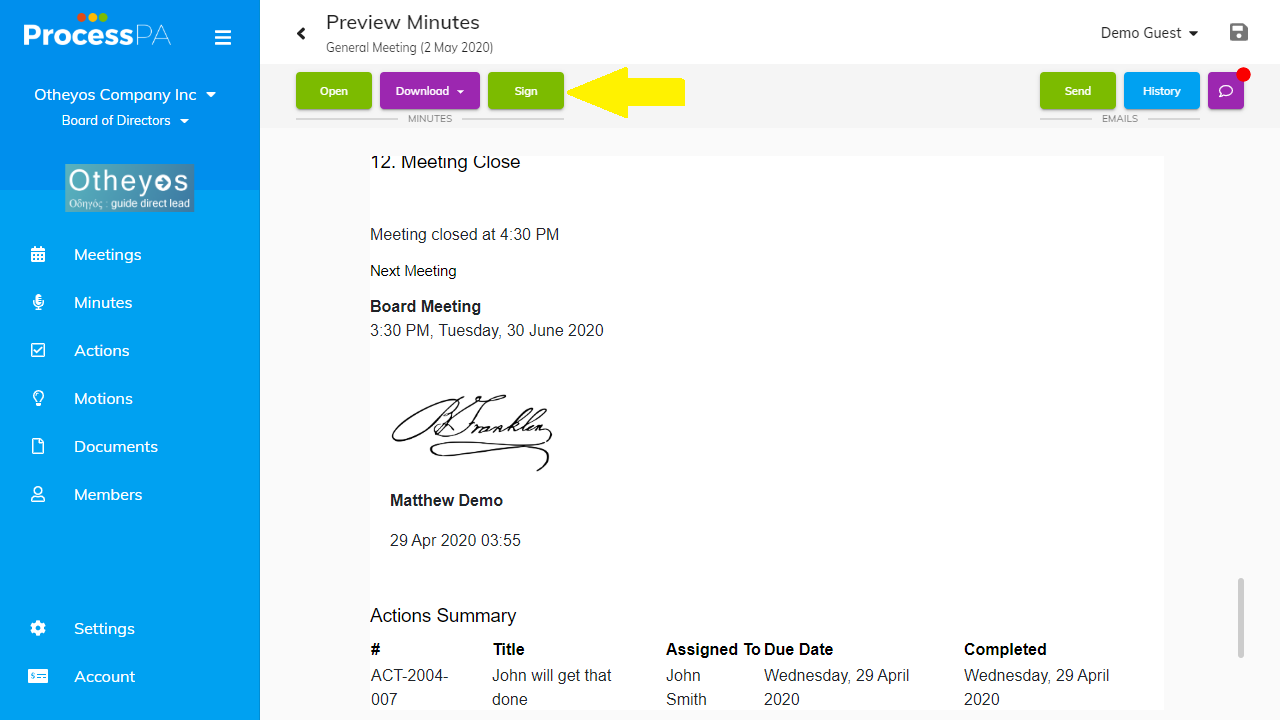 ProcessPA
Otheyos Company Inc
Board of Directors
Otheyos
Οδηγός : guide direct lead
Meetings
Minutes
Actions
Motions
Documents
Members
Settings
Account
Preview Minutes
General Meeting (2 May 2020)
Demo Guest
Open Download Sign
MINUTES
Send History
EMAILS
12. Meeting Close
Meeting closed at 4:30 PM
Next Meeting
Board Meeting
3:30 PM, Tuesday, 30 June 2020
B Franklin
Matthew Demo
29 Apr 2020 03:55
Actions Summary
# Title Assigned To Due Date Completed
ACT-2004- John will get that John Wednesday, 29 April Wednesday, 29 April
007 done Smith 2020 2020